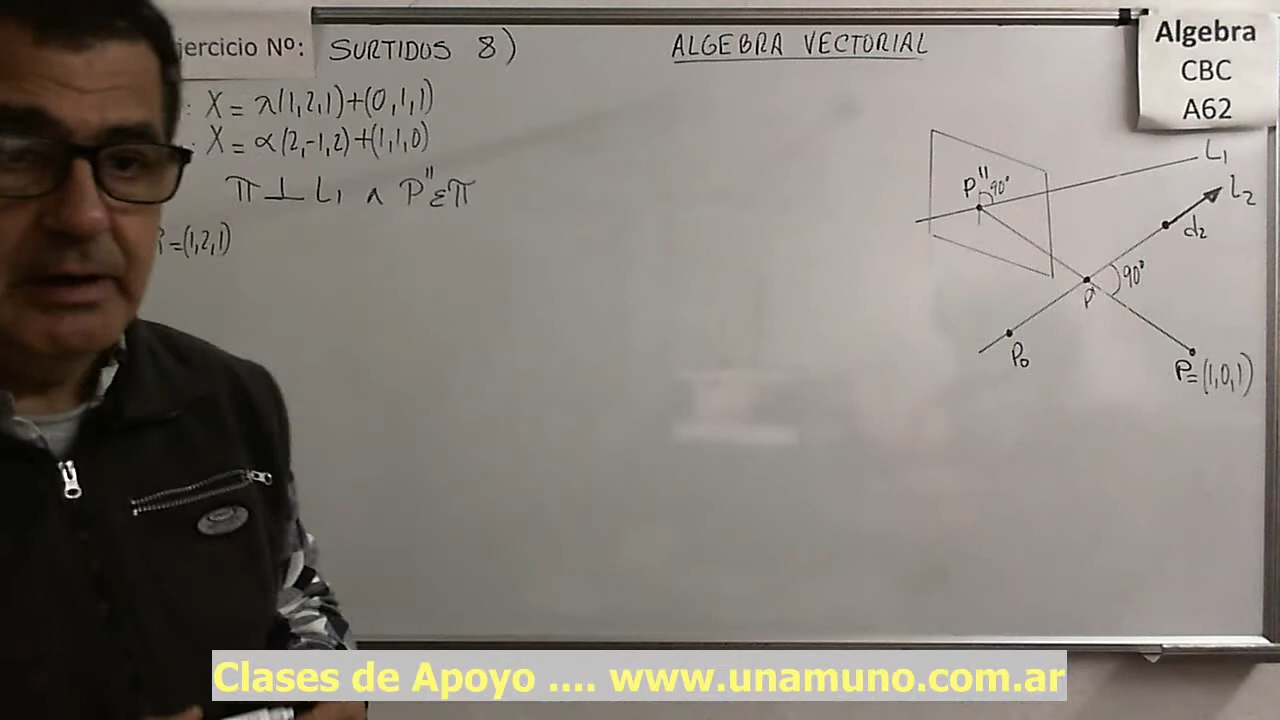 jercicio Nº: SURTIDOS 8)
ALGEBRA VECTORIAL
Algebra
CBC
A62
: X = λ(1,2,1)+(0,1,1)
: X = α(2,-1,2)+(1,1,0)
π ⊥ L1 ∧ P'' ε π
=(1,2,1)
L1
P'' 90°
L2
d2
90°
P'
P0
P=(1,0,1)
Clases de Apoyo .... www.unamuno.com.ar